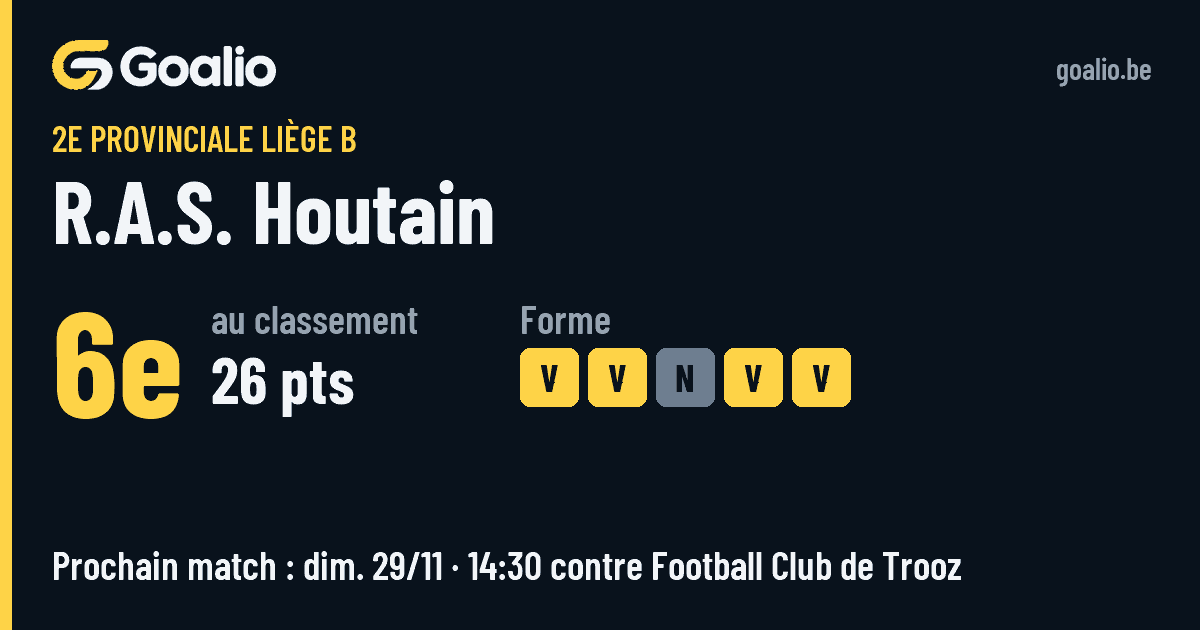 Goalio
goalio.be
2E PROVINCIALE LIÈGE B
R.A.S. Houtain
6e
au classement
26 pts
Forme
V V N V V
Prochain match : dim. 29/11 · 14:30 contre Football Club de Trooz